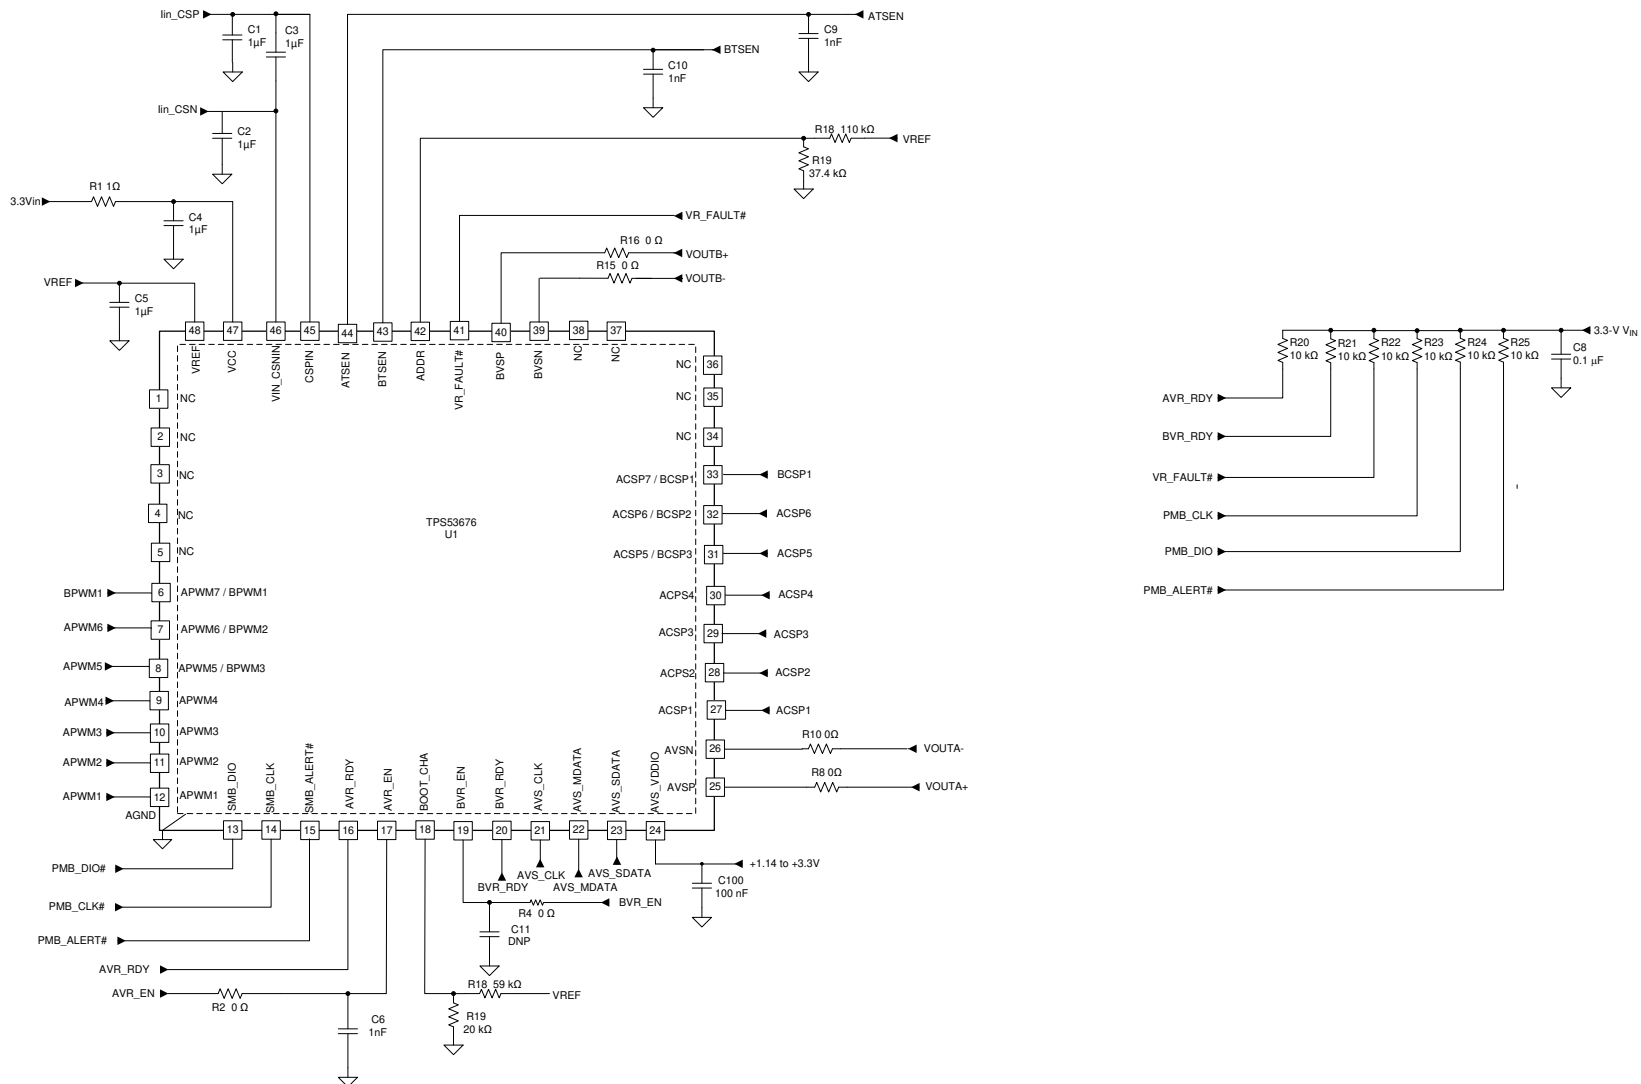 Iin_CSP
C1
1µF
C3
1µF
ATSEN
C9
1nF
BTSEN
C10
1nF
Iin_CSN
C2
1µF
R18 110 kΩ
VREF
R19
37.4 kΩ
R1 1Ω
3.3Vin
C4
1µF
VR_FAULT#
R16 0 Ω
VOUTB+
R15 0 Ω
VOUTB-
VREF
C5
1µF
48
47
46
45
44
43
42
41
40
39
38
37
VREF
VCC
VIN_CSNIN
CSPIN
ATSEN
BTSEN
ADDR
VR_FAULT#
BVSP
BVSN
NC
NC
1
NC
2
NC
3
NC
4
NC
5
NC
BPWM1
6
APWM7 / BPWM1
APWM6
7
APWM6 / BPWM2
APWM5
8
APWM5 / BPWM3
APWM4
9
APWM4
APWM3
10
APWM3
APWM2
11
APWM2
APWM1
12
APWM1
AGND
TPS53676
U1
NC
36
NC
35
NC
34
ACSP7 / BCSP1
33
BCSP1
ACSP6 / BCSP2
32
ACSP6
ACSP5 / BCSP3
31
ACSP5
ACPS4
30
ACSP4
ACSP3
29
ACSP3
ACPS2
28
ACSP2
ACSP1
27
ACSP1
AVSN
26
R10 0Ω
VOUTA-
AVSP
25
R8 0Ω
VOUTA+
SMB_DIO
SMB_CLK
SMB_ALERT#
AVR_RDY
AVR_EN
BOOT_CHA
BVR_EN
BVR_RDY
AVS_CLK
AVS_MDATA
AVS_SDATA
AVS_VDDIO
13
14
15
16
17
18
19
20
21
22
23
24
PMB_DIO#
PMB_CLK#
PMB_ALERT#
AVR_RDY
AVR_EN
R2 0 Ω
C6
1nF
BVR_RDY
AVS_CLK
AVS_MDATA
AVS_SDATA
+1.14 to +3.3V
C100
100 nF
R4 0 Ω
BVR_EN
C11
DNP
R18 59 kΩ
VREF
R19
20 kΩ
3.3-V VIN
R20
10 kΩ
R21
10 kΩ
R22
10 kΩ
R23
10 kΩ
R24
10 kΩ
R25
10 kΩ
C8
0.1 µF
AVR_RDY
BVR_RDY
VR_FAULT#
PMB_CLK
PMB_DIO
PMB_ALERT#